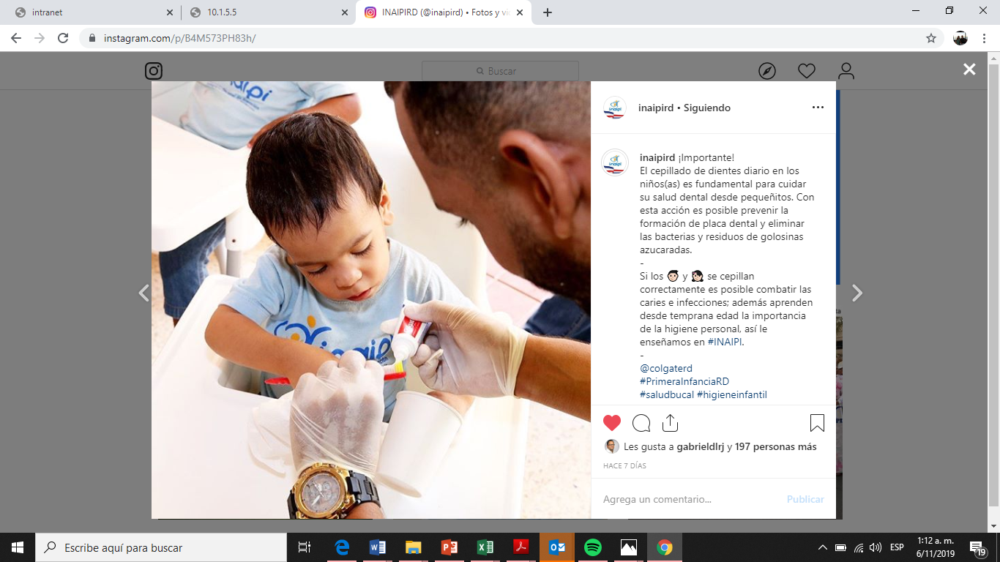 intranet
10.1.5.5
INAIPIRD (@inaipird) • Fotos y vi
instagram.com/p/B4M573PH83h/
Buscar
inaipi
inaipird • Siguiendo
inaipi
inaipird ¡Importante!
El cepillado de dientes diario en los
niños(as) es fundamental para cuidar
su salud dental desde pequeñitos. Con
esta acción es posible prevenir la
formación de placa dental y eliminar
las bacterias y residuos de golosinas
azucaradas.
-
Si los 👦🏻 y 👧🏻 se cepillan
correctamente es posible combatir las
caries e infecciones; además aprenden
desde temprana edad la importancia
de la higiene personal, así le
enseñamos en #INAIPI.
-
@colgaterd
#PrimeraInfanciaRD
#saludbucal #higieneinfantil
Les gusta a gabrieldlrj y 197 personas más
HACE 7 DÍAS
Agrega un comentario... Publicar
Escribe aquí para buscar
ESP
1:12 a. m.
6/11/2019
19